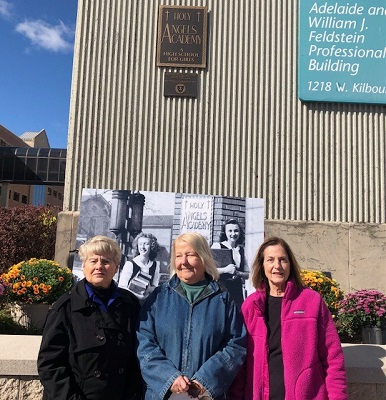 † HOLY †
ANGELS
ACADEMY
A
HIGH SCHOOL
FOR GIRLS
Adelaide and
William J.
Feldstein
Professional
Building
1218 W. Kilbou
† HOLY †
ANGELS
ACADEMY